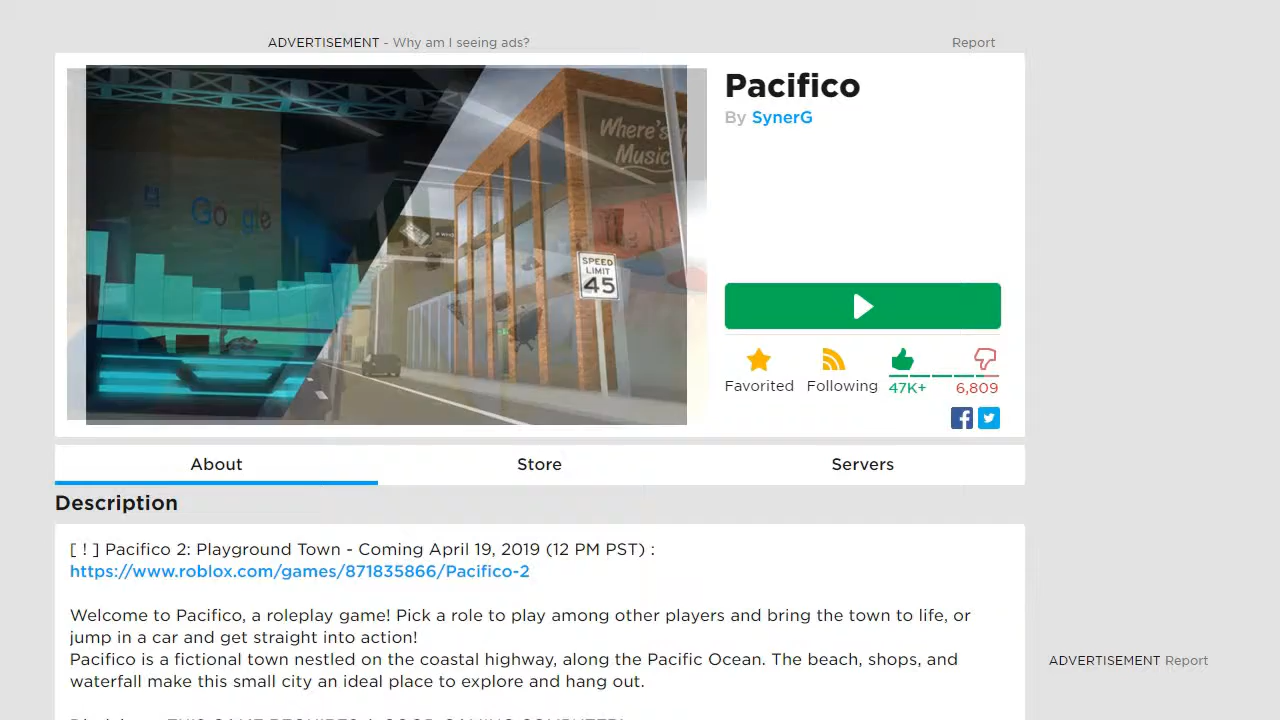 ADVERTISEMENT - Why am I seeing ads?
Report
Pacifico
By SynerG
Google
Where's
Music
SPEED
LIMIT
45
Favorited
Following
47K+
6,809
About
Store
Servers
Description
[ ! ] Pacifico 2: Playground Town - Coming April 19, 2019 (12 PM PST) :
https://www.roblox.com/games/871835866/Pacifico-2
Welcome to Pacifico, a roleplay game! Pick a role to play among other players and bring the town to life, or
jump in a car and get straight into action!
Pacifico is a fictional town nestled on the coastal highway, along the Pacific Ocean. The beach, shops, and
waterfall make this small city an ideal place to explore and hang out.
ADVERTISEMENT Report